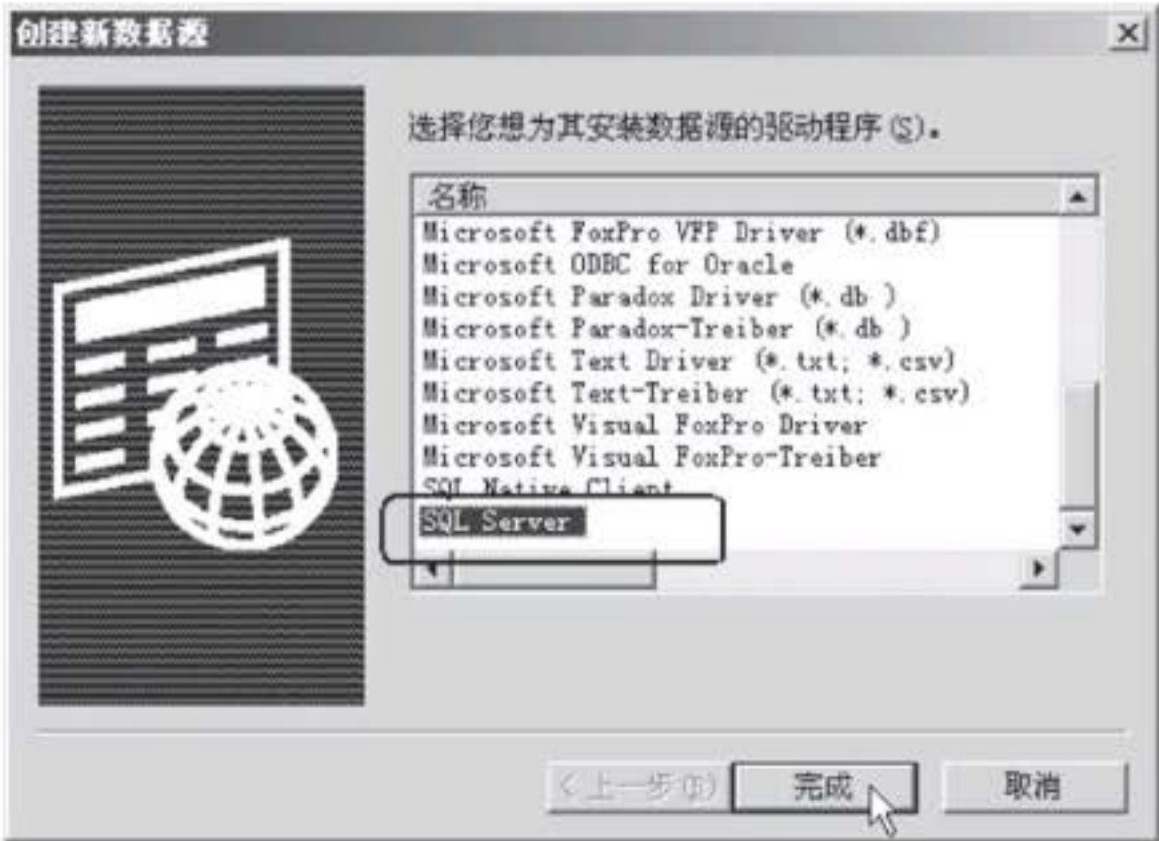 创建新数据源
选择您想为其安装数据源的驱动程序(S)。
名称
Microsoft FoxPro VFP Driver (*.dbf)
Microsoft ODBC for Oracle
Microsoft Paradox Driver (*.db )
Microsoft Paradox-Treiber (*.db )
Microsoft Text Driver (*.txt; *.csv)
Microsoft Text-Treiber (*.txt; *.csv)
Microsoft Visual FoxPro Driver
Microsoft Visual FoxPro-Treiber
SQL Native Client
SQL Server
<上一步(B) 完成 取消